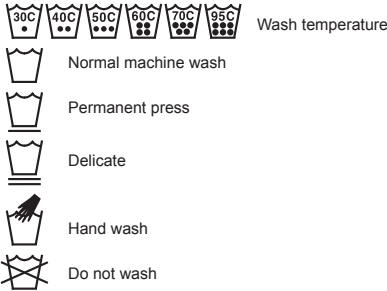 30C 40C 50C 60C 70C 95C Wash temperature
Normal machine wash
Permanent press
Delicate
Hand wash
Do not wash